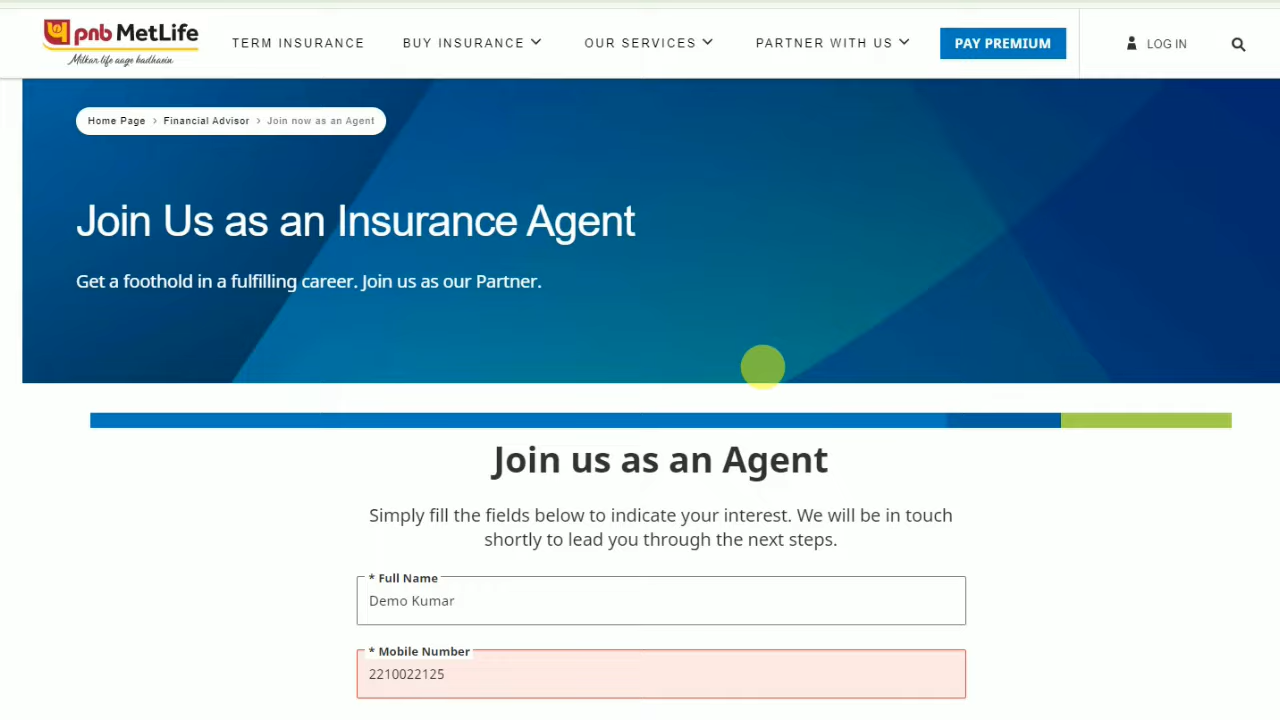 pnb MetLife
Milkar life aage badhaein
TERM INSURANCE
BUY INSURANCE
OUR SERVICES
PARTNER WITH US
PAY PREMIUM
LOG IN
Home Page › Financial Advisor › Join now as an Agent
Join Us as an Insurance Agent
Get a foothold in a fulfilling career. Join us as our Partner.
Join us as an Agent
Simply fill the fields below to indicate your interest. We will be in touch
shortly to lead you through the next steps.
* Full Name
Demo Kumar
* Mobile Number
2210022125